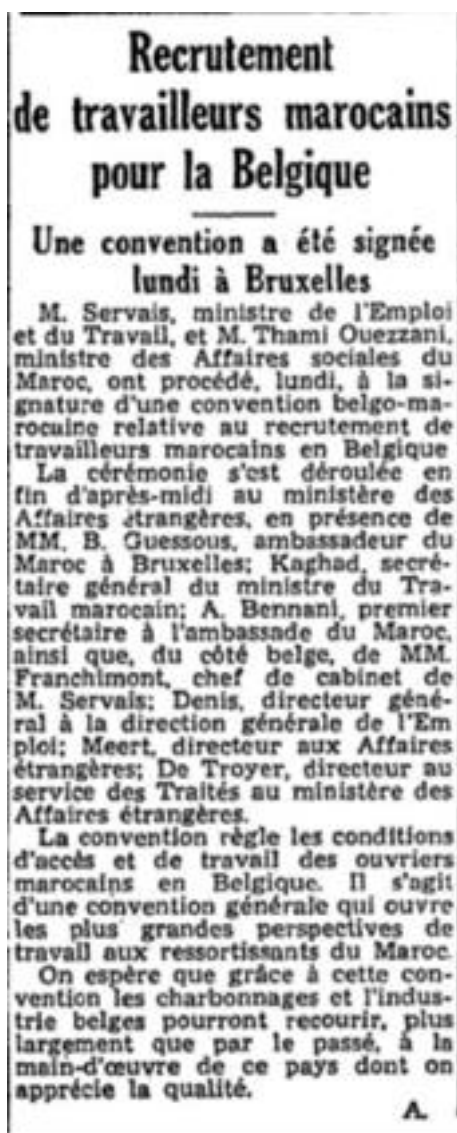 Recrutement
de travailleurs marocains
pour la Belgique
Une convention a été signée
lundi à Bruxelles
M. Servais, ministre de l'Emploi
et du Travail, et M. Thami Ouezzani,
ministre des Affaires sociales du
Maroc, ont procédé, lundi, à la si-
gnature d'une convention belgo-ma-
rocaine relative au recrutement de
travailleurs marocains en Belgique
La cérémonie s'est déroulée en
fin d'après-midi au ministère des
Affaires étrangères, en présence de
MM. B. Guessous, ambassadeur du
Maroc à Bruxelles; Kaghad, secré-
taire général du ministre du Tra-
vail marocain; A. Bennani, premier
secrétaire à l'ambassade du Maroc,
ainsi que, du côté belge, de MM.
Franchimont, chef de cabinet de
M. Servais; Denis, directeur géné-
ral à la direction générale de l'Em
ploi; Meert, directeur aux Affaires
étrangères; De Troyer, directeur au
service des Traités au ministère des
Affaires étrangères.
La convention règle les conditions
d'accès et de travail des ouvriers
marocains en Belgique. Il s'agit
d'une convention générale qui ouvre
les plus grandes perspectives de
travail aux ressortissants du Maroc.
On espère que grâce à cette con-
vention les charbonnages et l'indus-
trie belges pourront recourir, plus
largement que par le passé, à la
main-d'œuvre de ce pays dont on
apprécie la qualité.
A.